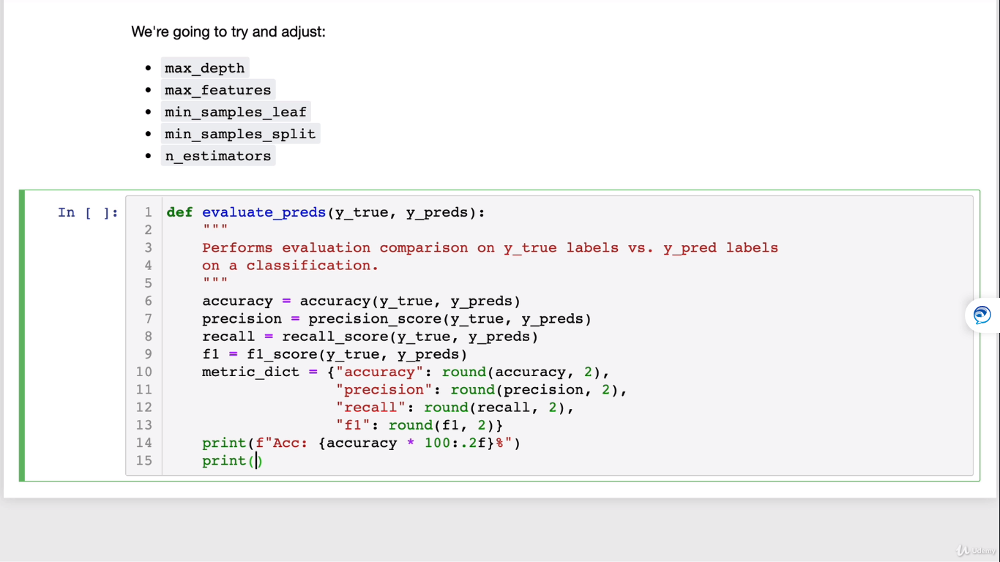 We're going to try and adjust:
• max_depth
• max_features
• min_samples_leaf
• min_samples_split
• n_estimators
In [ ]:
1 def evaluate_preds(y_true, y_preds):
2     """
3     Performs evaluation comparison on y_true labels vs. y_pred labels
4     on a classification.
5     """
6     accuracy = accuracy(y_true, y_preds)
7     precision = precision_score(y_true, y_preds)
8     recall = recall_score(y_true, y_preds)
9     f1 = f1_score(y_true, y_preds)
10     metric_dict = {"accuracy": round(accuracy, 2),
11                    "precision": round(precision, 2),
12                    "recall": round(recall, 2),
13                    "f1": round(f1, 2)}
14     print(f"Acc: {accuracy * 100:.2f}%")
15     print()
Udemy